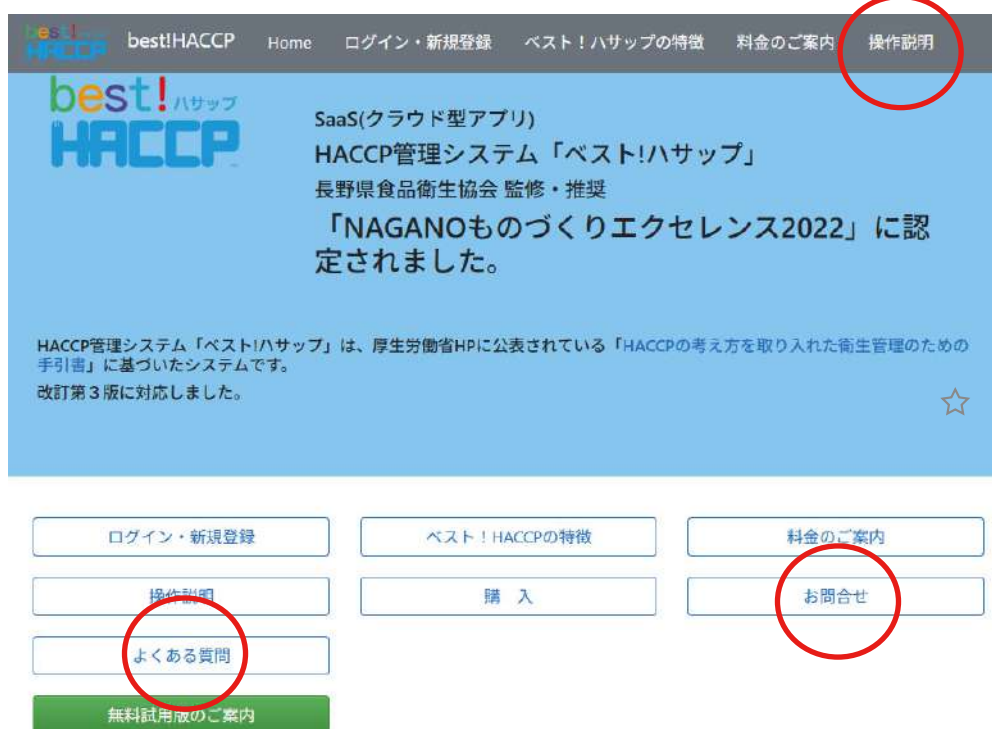 best! HACCP best!HACCP Home ログイン・新規登録 ベスト！ハサップの特徴 料金のご案内 操作説明
best! ハサップ
HACCP
SaaS(クラウド型アプリ)
HACCP管理システム「ベスト!ハサップ」
長野県食品衛生協会 監修・推奨
「NAGANOものづくりエクセレンス2022」に認
定されました。
HACCP管理システム「ベスト!ハサップ」は、厚生労働省HPに公表されている「HACCPの考え方を取り入れた衛生管理のための
手引書」に基づいたシステムです。
改訂第３版に対応しました。
ログイン・新規登録 ベスト！HACCPの特徴 料金のご案内
操作説明 購　入 お問合せ
よくある質問
無料試用版のご案内